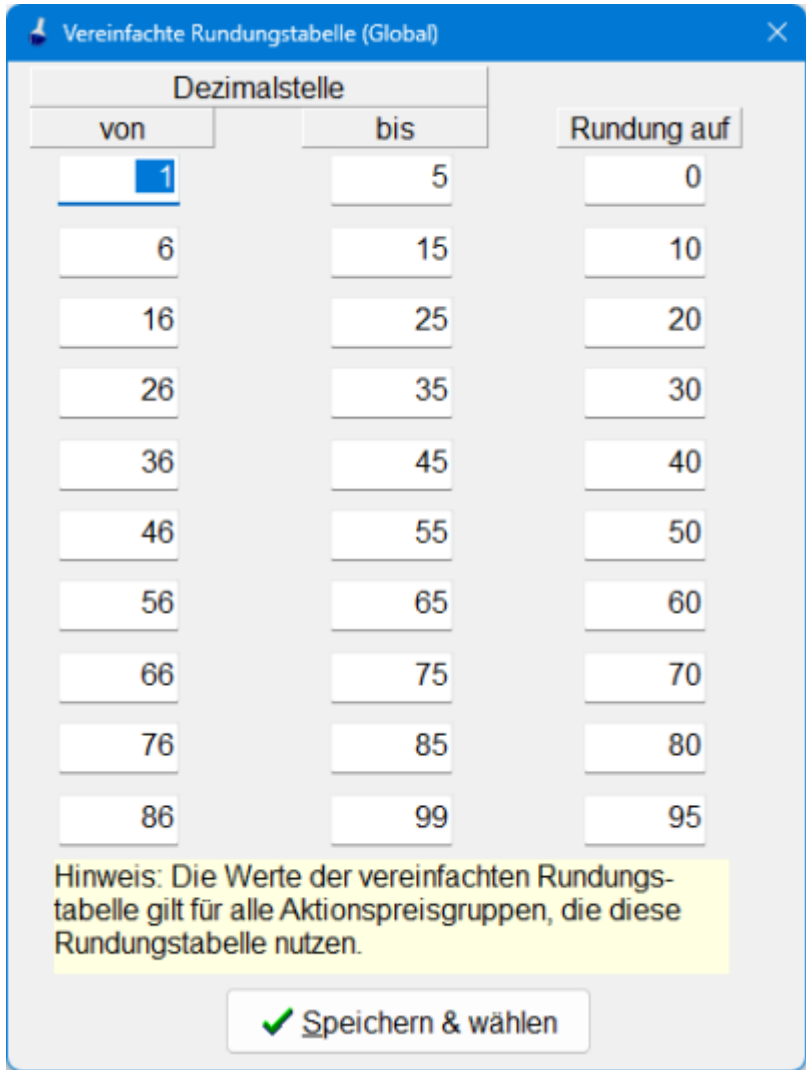 Vereinfachte Rundungstabelle (Global)
Dezimalstelle
von bis Rundung auf
1 5 0
6 15 10
16 25 20
26 35 30
36 45 40
46 55 50
56 65 60
66 75 70
76 85 80
86 99 95
Hinweis: Die Werte der vereinfachten Rundungs-
tabelle gilt für alle Aktionspreisgruppen, die diese
Rundungstabelle nutzen.
Speichern & wählen